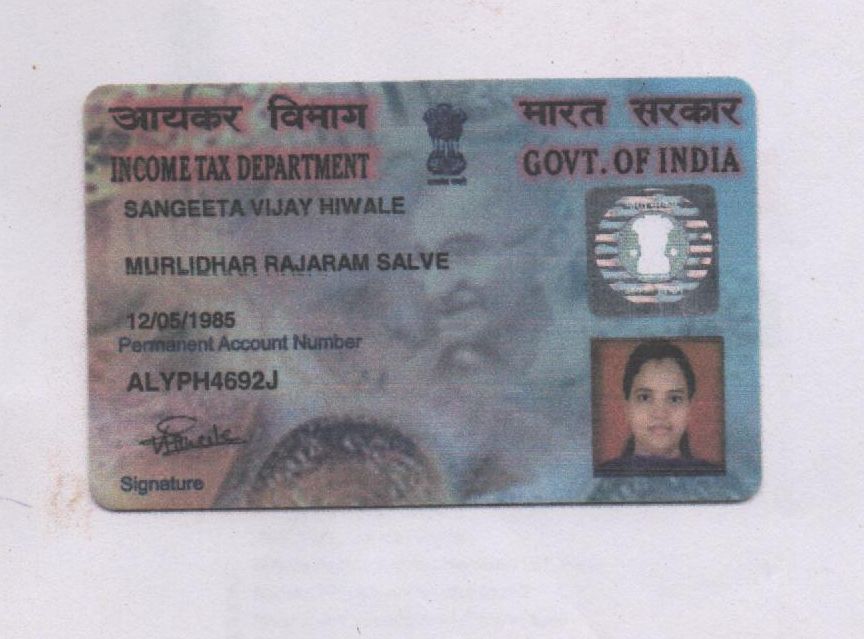 आयकर विभाग
भारत सरकार
INCOME TAX DEPARTMENT
GOVT. OF INDIA
SANGEETA VIJAY HIWALE
MURLIDHAR RAJARAM SALVE
12/05/1985
Permanent Account Number
ALYPH4692J
Signature